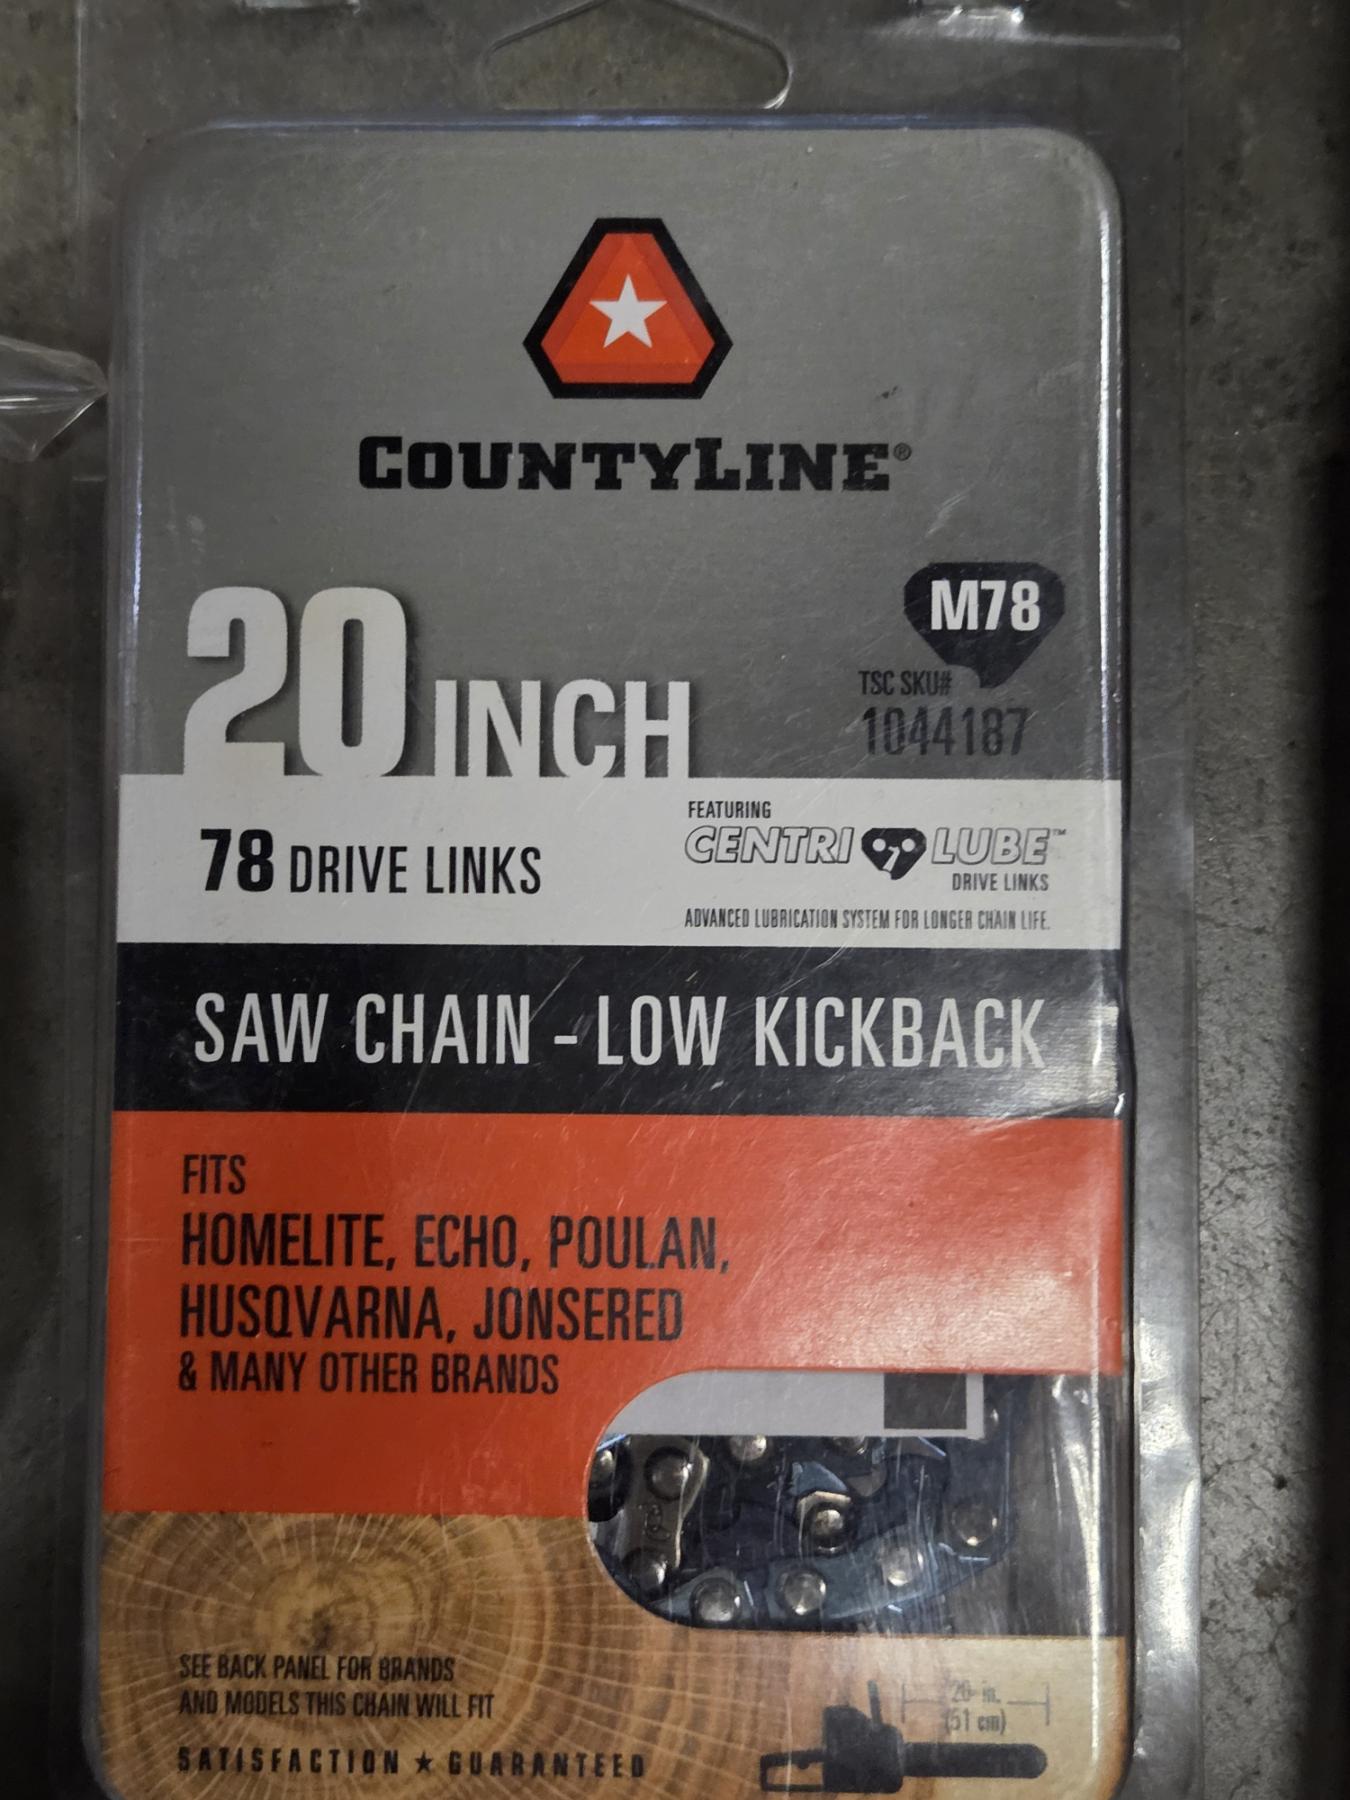 COUNTYLINE®
M78
20 INCH
TSC SKU#
1044187
78 DRIVE LINKS
FEATURING
CENTRI LUBE™
DRIVE LINKS
ADVANCED LUBRICATION SYSTEM FOR LONGER CHAIN LIFE.
SAW CHAIN - LOW KICKBACK
FITS
HOMELITE, ECHO, POULAN,
HUSQVARNA, JONSERED
& MANY OTHER BRANDS
SEE BACK PANEL FOR BRANDS
AND MODELS THIS CHAIN WILL FIT
20 in.
(51 cm)
SATISFACTION ★ GUARANTEED